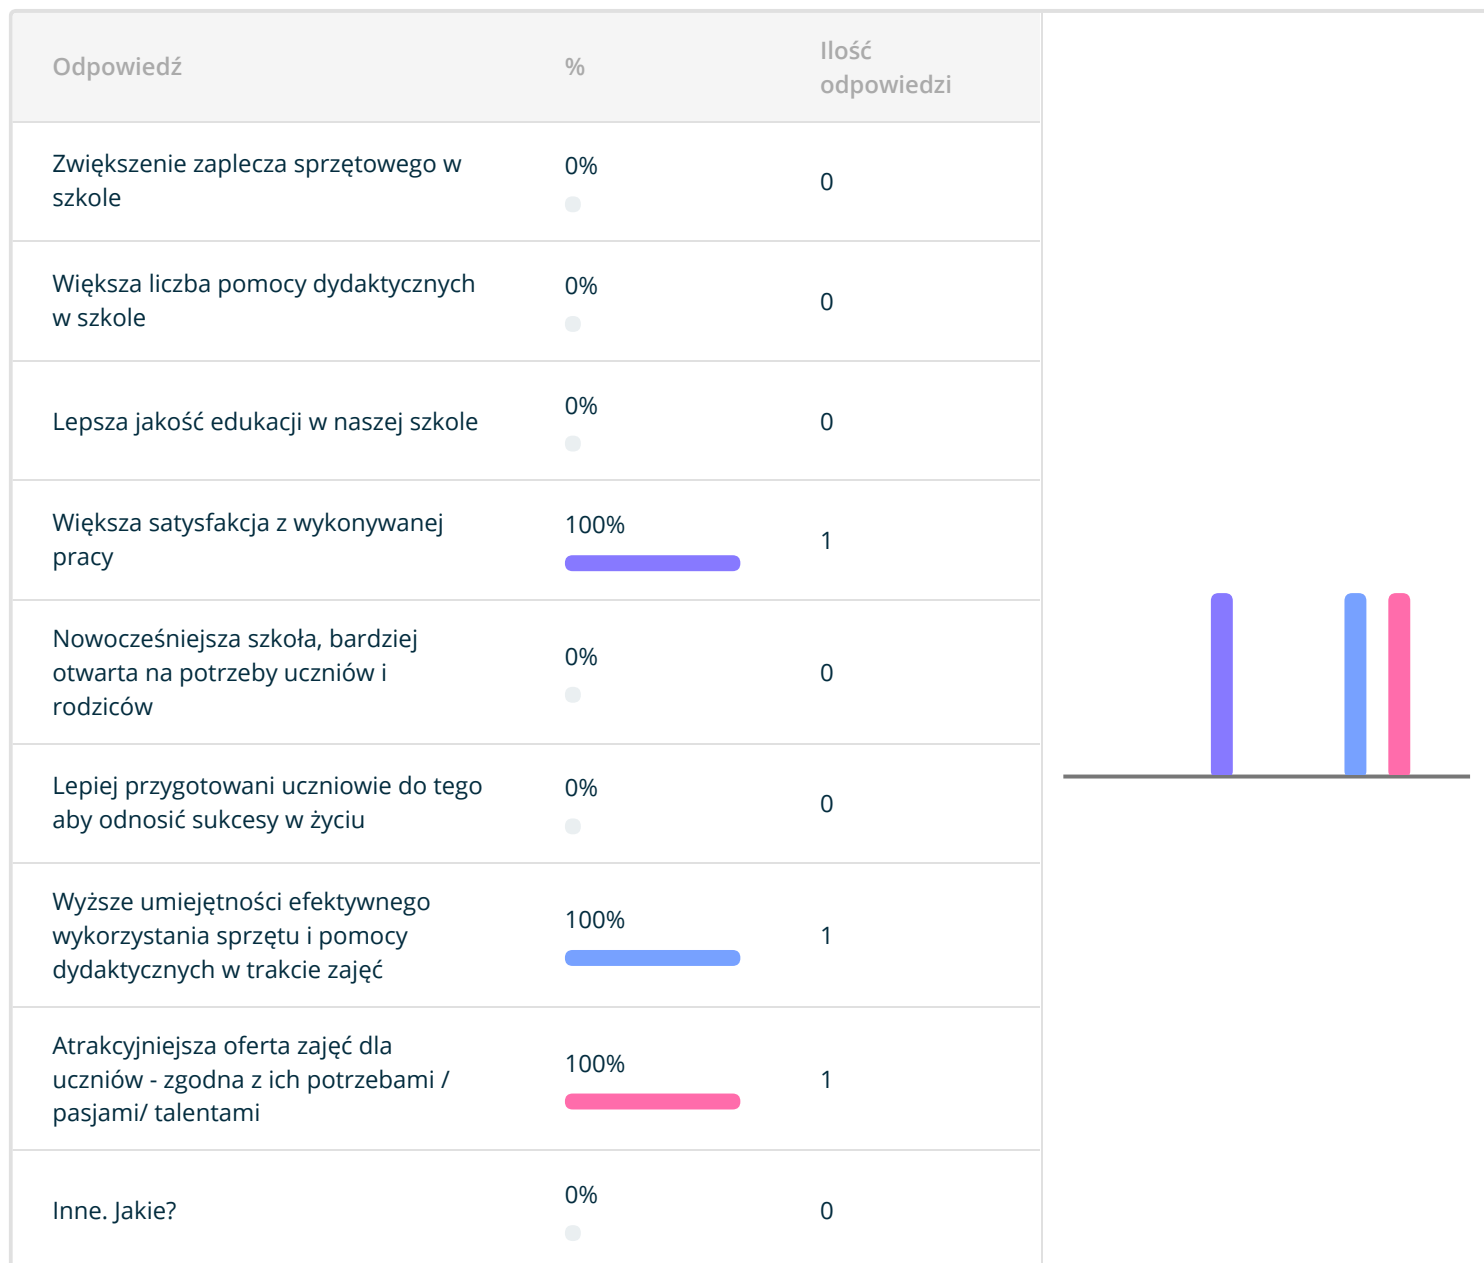 Odpowiedź % Ilość
odpowiedzi
Zwiększenie zaplecza sprzętowego w
szkole
0%
0
Większa liczba pomocy dydaktycznych
w szkole
0%
0
Lepsza jakość edukacji w naszej szkole
0%
0
Większa satysfakcja z wykonywanej
pracy
100%
1
Nowocześniejsza szkoła, bardziej
otwarta na potrzeby uczniów i
rodziców
0%
0
Lepiej przygotowani uczniowie do tego
aby odnosić sukcesy w życiu
0%
0
Wyższe umiejętności efektywnego
wykorzystania sprzętu i pomocy
dydaktycznych w trakcie zajęć
100%
1
Atrakcyjniejsza oferta zajęć dla
uczniów - zgodna z ich potrzebami /
pasjami/ talentami
100%
1
Inne. Jakie?
0%
0